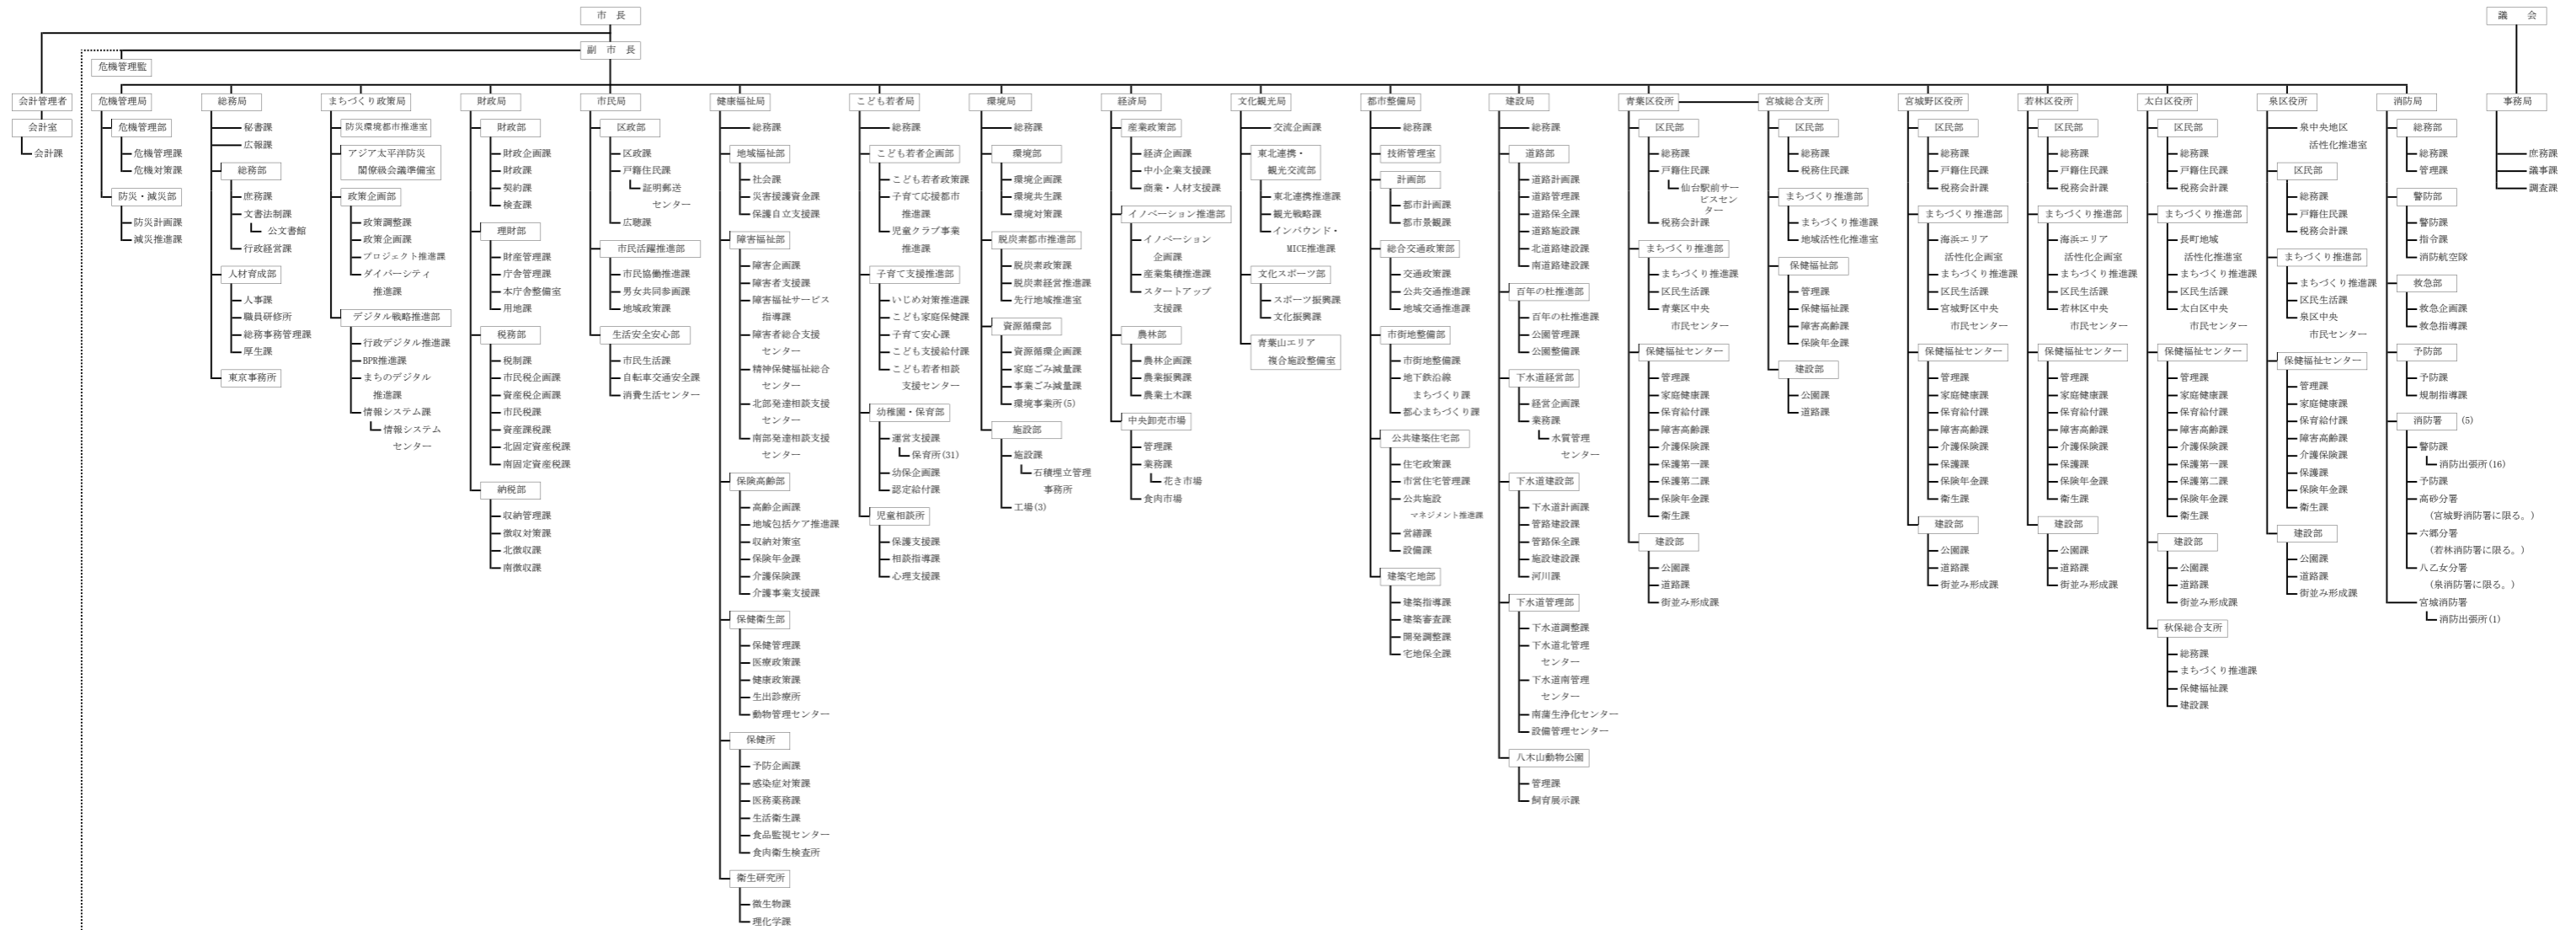 市　長
議　会
副　市　長
危機管理監
会計管理者
会計室
会計課
危機管理局
危機管理部
危機管理課
危機対策課
防災・減災部
防災計画課
減災推進課
総務局
秘書課
広報課
総務部
庶務課
文書法制課
公文書館
行政経営課
人材育成部
人事課
職員研修所
総務事務管理課
厚生課
東京事務所
まちづくり政策局
防災環境都市推進室
アジア太平洋防災
閣僚級会議準備室
政策企画部
政策調整課
政策企画課
プロジェクト推進課
ダイバーシティ
推進課
デジタル戦略推進部
行政デジタル推進課
BPR推進課
まちのデジタル
推進課
情報システム課
情報システム
センター
財政局
財政部
財政企画課
財政課
契約課
検査課
理財部
財産管理課
庁舎管理課
本庁舎整備室
用地課
税務部
税制課
市民税企画課
資産税企画課
市民税課
資産課税課
北固定資産税課
南固定資産税課
納税部
収納管理課
徴収対策課
北徴収課
南徴収課
市民局
区政部
区政課
戸籍住民課
証明郵送
センター
広聴課
市民活躍推進部
市民協働推進課
男女共同参画課
地域政策課
生活安全安心部
市民生活課
自転車交通安全課
消費生活センター
健康福祉局
総務課
地域福祉部
社会課
災害援護資金課
保護自立支援課
障害福祉部
障害企画課
障害者支援課
障害福祉サービス
指導課
障害者総合支援
センター
精神保健福祉総合
センター
北部発達相談支援
センター
南部発達相談支援
センター
保険高齢部
高齢企画課
地域包括ケア推進課
収納対策室
保険年金課
介護保険課
介護事業支援課
保健衛生部
保健管理課
医療政策課
健康政策課
生出診療所
動物管理センター
保健所
予防企画課
感染症対策課
医務薬務課
生活衛生課
食品監視センター
食肉衛生検査所
衛生研究所
微生物課
理化学課
こども若者局
総務課
こども若者企画部
こども若者政策課
子育て応援都市
推進課
児童クラブ事業
推進課
子育て支援推進部
いじめ対策推進課
こども家庭保健課
子育て安心課
こども支援給付課
こども若者相談
支援センター
幼稚園・保育部
運営支援課
保育所(31)
幼保企画課
認定給付課
児童相談所
保護支援課
相談指導課
心理支援課
環境局
総務課
環境部
環境企画課
環境共生課
環境対策課
脱炭素都市推進部
脱炭素政策課
脱炭素経営推進課
先行地域推進室
資源循環部
資源循環企画課
家庭ごみ減量課
事業ごみ減量課
環境事業所(5)
施設部
施設課
石積埋立管理
事務所
工場(3)
経済局
産業政策部
経済企画課
中小企業支援課
商業・人材支援課
イノベーション推進部
イノベーション
企画課
産業集積推進課
スタートアップ
支援課
農林部
農林企画課
農業振興課
農業土木課
中央卸売市場
管理課
業務課
花き市場
食肉市場
文化観光局
交流企画課
東北連携・
観光交流部
東北連携推進課
観光戦略課
インバウンド・
MICE推進課
文化スポーツ部
スポーツ振興課
文化振興課
青葉山エリア
複合施設整備室
都市整備局
総務課
技術管理室
計画部
都市計画課
都市景観課
総合交通政策部
交通政策課
公共交通推進課
地域交通推進課
市街地整備部
市街地整備課
地下鉄沿線
まちづくり課
都心まちづくり課
公共建築住宅部
住宅政策課
市営住宅管理課
公共施設
マネジメント推進課
営繕課
設備課
建築宅地部
建築指導課
建築審査課
開発調整課
宅地保全課
建設局
総務課
道路部
道路計画課
道路管理課
道路保全課
道路施設課
北道路建設課
南道路建設課
百年の杜推進部
百年の杜推進課
公園管理課
公園整備課
下水道経営部
経営企画課
業務課
水質管理
センター
下水道建設部
下水道計画課
管路建設課
管路保全課
施設建設課
河川課
下水道管理部
下水道調整課
下水道北管理
センター
下水道南管理
センター
南蒲生浄化センター
設備管理センター
八木山動物公園
管理課
飼育展示課
青葉区役所
区民部
総務課
戸籍住民課
仙台駅前サー
ビスセン
ター
税務会計課
まちづくり推進部
まちづくり推進課
区民生活課
青葉区中央
市民センター
保健福祉センター
管理課
家庭健康課
保育給付課
障害高齢課
介護保険課
保護第一課
保護第二課
保険年金課
衛生課
建設部
公園課
道路課
街並み形成課
宮城総合支所
区民部
総務課
税務住民課
まちづくり推進部
まちづくり推進課
地域活性化推進室
保健福祉部
管理課
保健福祉課
障害高齢課
保険年金課
建設部
公園課
道路課
宮城野区役所
区民部
総務課
戸籍住民課
税務会計課
まちづくり推進部
海浜エリア
活性化企画室
まちづくり推進課
区民生活課
宮城野区中央
市民センター
保健福祉センター
管理課
家庭健康課
保育給付課
障害高齢課
介護保険課
保護課
保険年金課
衛生課
建設部
公園課
道路課
街並み形成課
若林区役所
区民部
総務課
戸籍住民課
税務会計課
まちづくり推進部
海浜エリア
活性化企画室
まちづくり推進課
区民生活課
若林区中央
市民センター
保健福祉センター
管理課
家庭健康課
保育給付課
障害高齢課
介護保険課
保護課
保険年金課
衛生課
建設部
公園課
道路課
街並み形成課
太白区役所
区民部
総務課
戸籍住民課
税務会計課
まちづくり推進部
長町地域
活性化推進室
まちづくり推進課
区民生活課
太白区中央
市民センター
保健福祉センター
管理課
家庭健康課
保育給付課
障害高齢課
介護保険課
保護第一課
保護第二課
保険年金課
衛生課
建設部
公園課
道路課
街並み形成課
秋保総合支所
総務課
まちづくり推進課
保健福祉課
建設課
泉区役所
泉中央地区
活性化推進室
区民部
総務課
戸籍住民課
税務会計課
まちづくり推進部
まちづくり推進課
区民生活課
泉区中央
市民センター
保健福祉センター
管理課
家庭健康課
保育給付課
障害高齢課
介護保険課
保護課
保険年金課
衛生課
建設部
公園課
道路課
街並み形成課
消防局
総務部
総務課
管理課
警防部
警防課
指令課
消防航空隊
救急部
救急企画課
救急指導課
予防部
予防課
規制指導課
消防署 (5)
警防課
消防出張所(16)
予防課
高砂分署
(宮城野消防署に限る。)
六郷分署
(若林消防署に限る。)
八乙女分署
(泉消防署に限る。)
宮城消防署
消防出張所(1)
事務局
庶務課
議事課
調査課